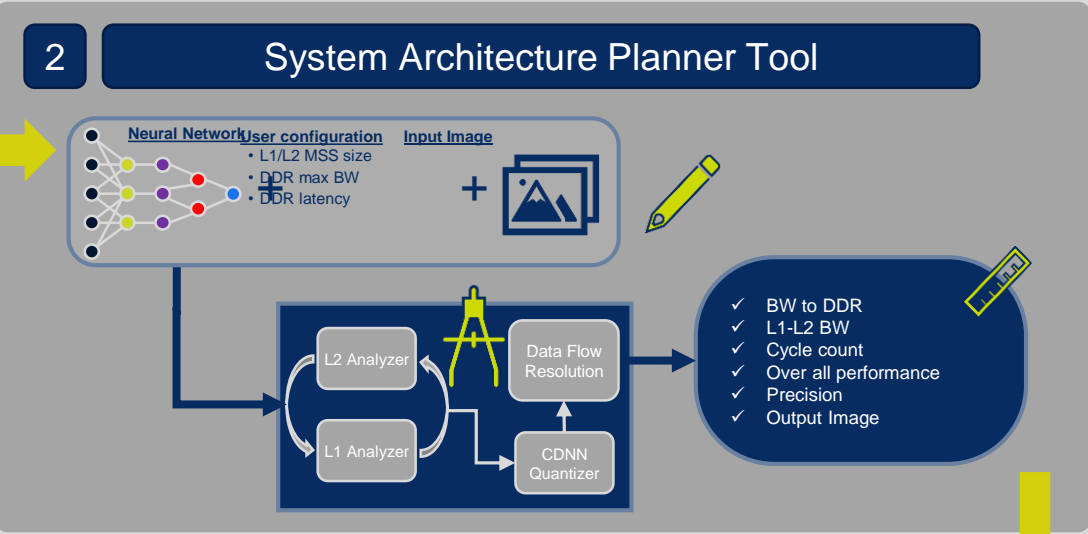 2
System Architecture Planner Tool
Neural Network
User configuration
• L1/L2 MSS size
• DDR max BW
• DDR latency
+
Input Image
+
L2 Analyzer
L1 Analyzer
Data Flow
Resolution
CDNN
Quantizer
✓ BW to DDR
✓ L1-L2 BW
✓ Cycle count
✓ Over all performance
✓ Precision
✓ Output Image